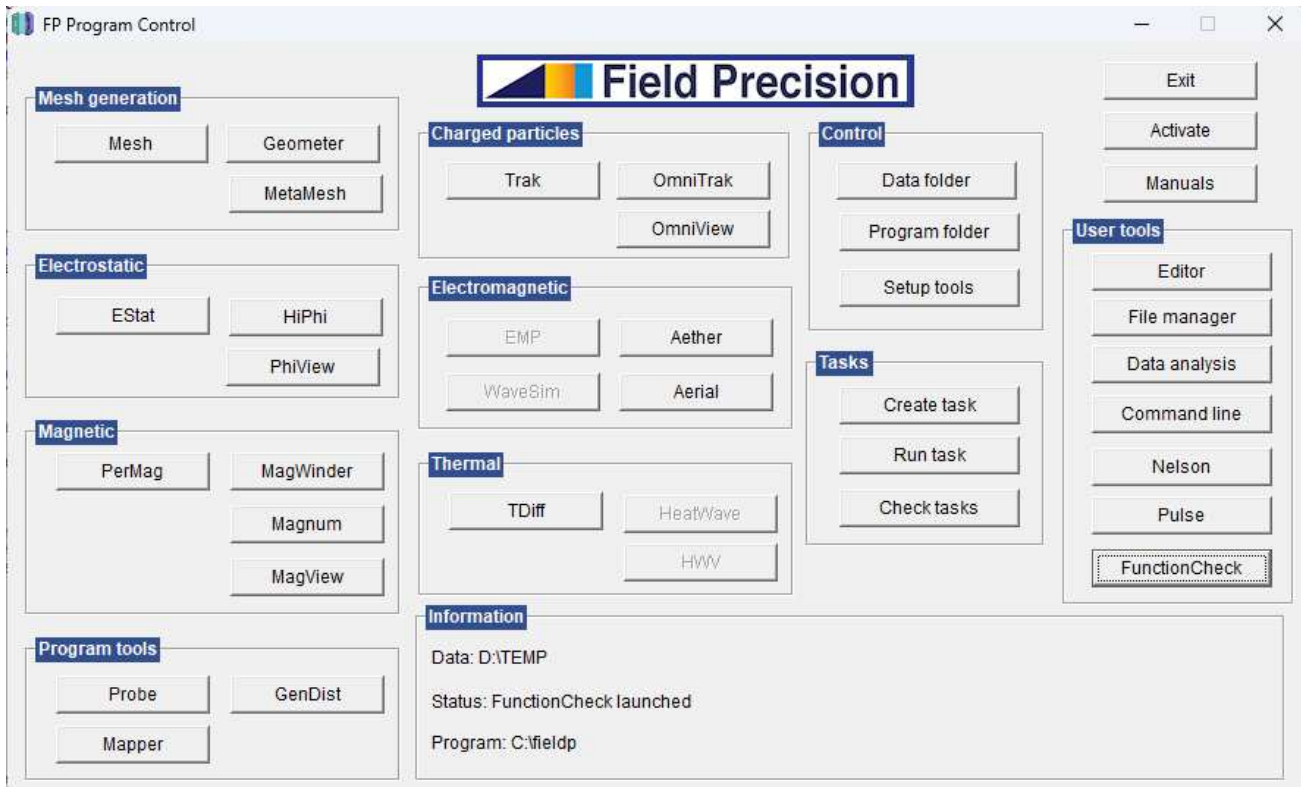 FP Program Control
Field Precision
Mesh generation
Mesh
Geometer
MetaMesh
Electrostatic
EStat
HiPhi
PhiView
Magnetic
PerMag
MagWinder
Magnum
MagView
Program tools
Probe
GenDist
Mapper
Charged particles
Trak
OmniTrak
OmniView
Electromagnetic
EMP
Aether
WaveSim
Aerial
Thermal
TDiff
HeatWave
HWV
Control
Data folder
Program folder
Setup tools
Tasks
Create task
Run task
Check tasks
Exit
Activate
Manuals
User tools
Editor
File manager
Data analysis
Command line
Nelson
Pulse
FunctionCheck
Information
Data: D:\TEMP
Status: FunctionCheck launched
Program: C:\fieldp